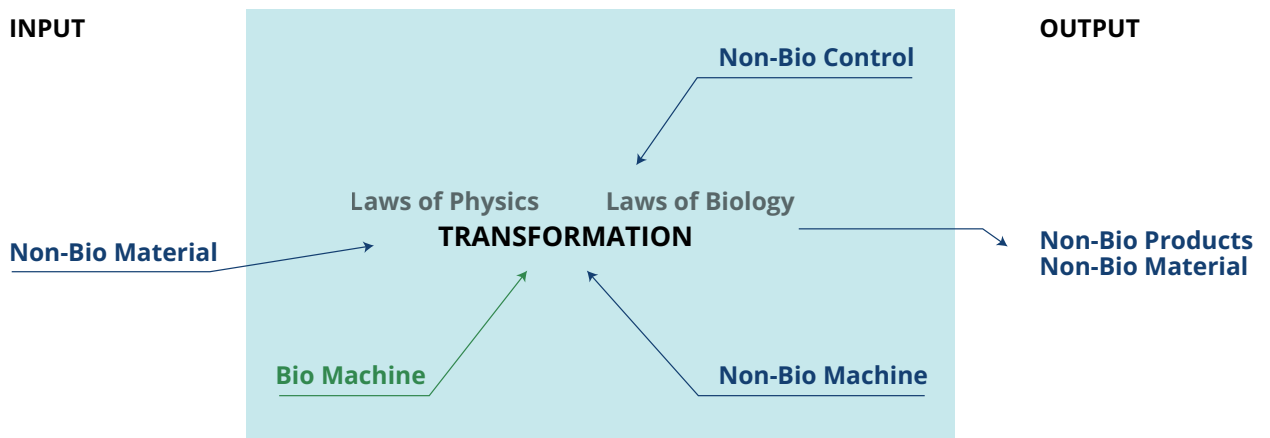 INPUT
OUTPUT
Non-Bio Control
Laws of Physics
Laws of Biology
TRANSFORMATION
Non-Bio Material
Non-Bio Products
Non-Bio Material
Bio Machine
Non-Bio Machine